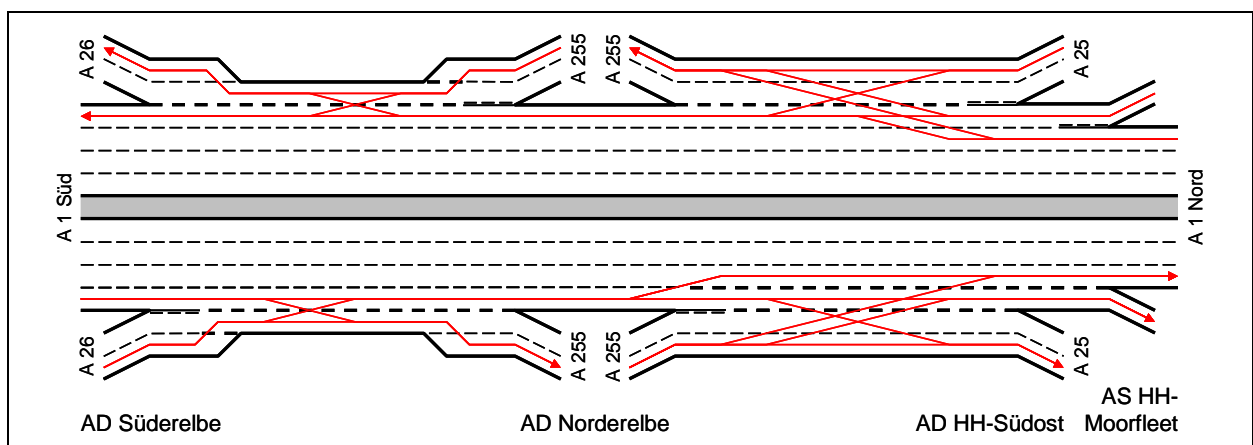 A 26
A 255
A 255
A 25
A 1 Süd
A 1 Nord
A 26
A 255
A 255
A 25
AD Süderelbe
AD Norderelbe
AD HH-Südost
AS HH-
Moorfleet